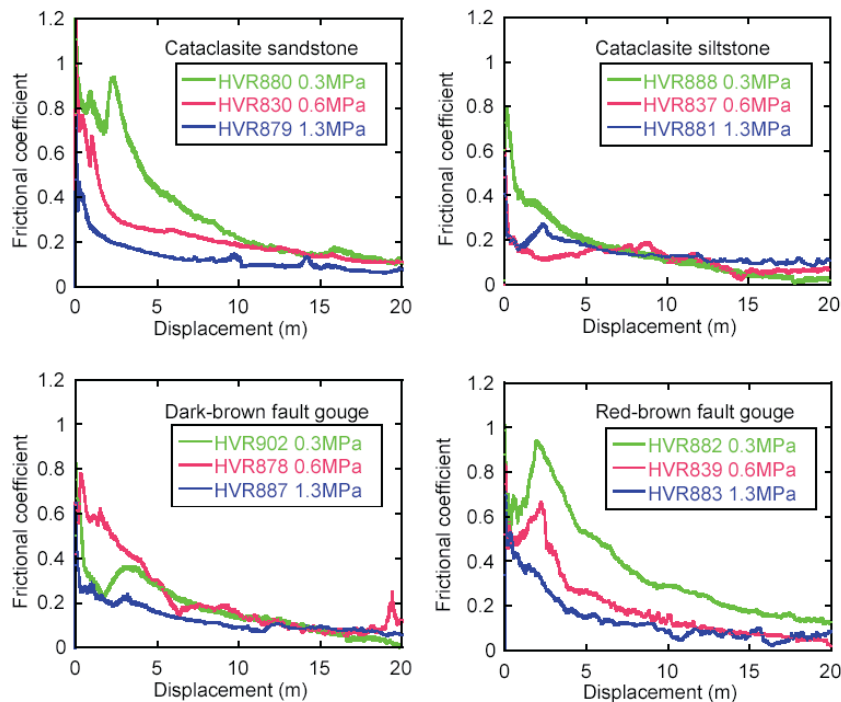 Cataclasite sandstone
HVR880 0.3MPa
HVR830 0.6MPa
HVR879 1.3MPa
Frictional coefficient
1.2
1
0.8
0.6
0.4
0.2
0
0 5 10 15 20
Displacement (m)
Cataclasite siltstone
HVR888 0.3MPa
HVR837 0.6MPa
HVR881 1.3MPa
Frictional coefficient
1.2
1
0.8
0.6
0.4
0.2
0
0 5 10 15 20
Displacement (m)
Dark-brown fault gouge
HVR902 0.3MPa
HVR878 0.6MPa
HVR887 1.3MPa
Frictional coefficient
1.2
1
0.8
0.6
0.4
0.2
0
0 5 10 15 20
Displacement (m)
Red-brown fault gouge
HVR882 0.3MPa
HVR839 0.6MPa
HVR883 1.3MPa
Frictional coefficient
1.2
1
0.8
0.6
0.4
0.2
0
0 5 10 15 20
Displacement (m)